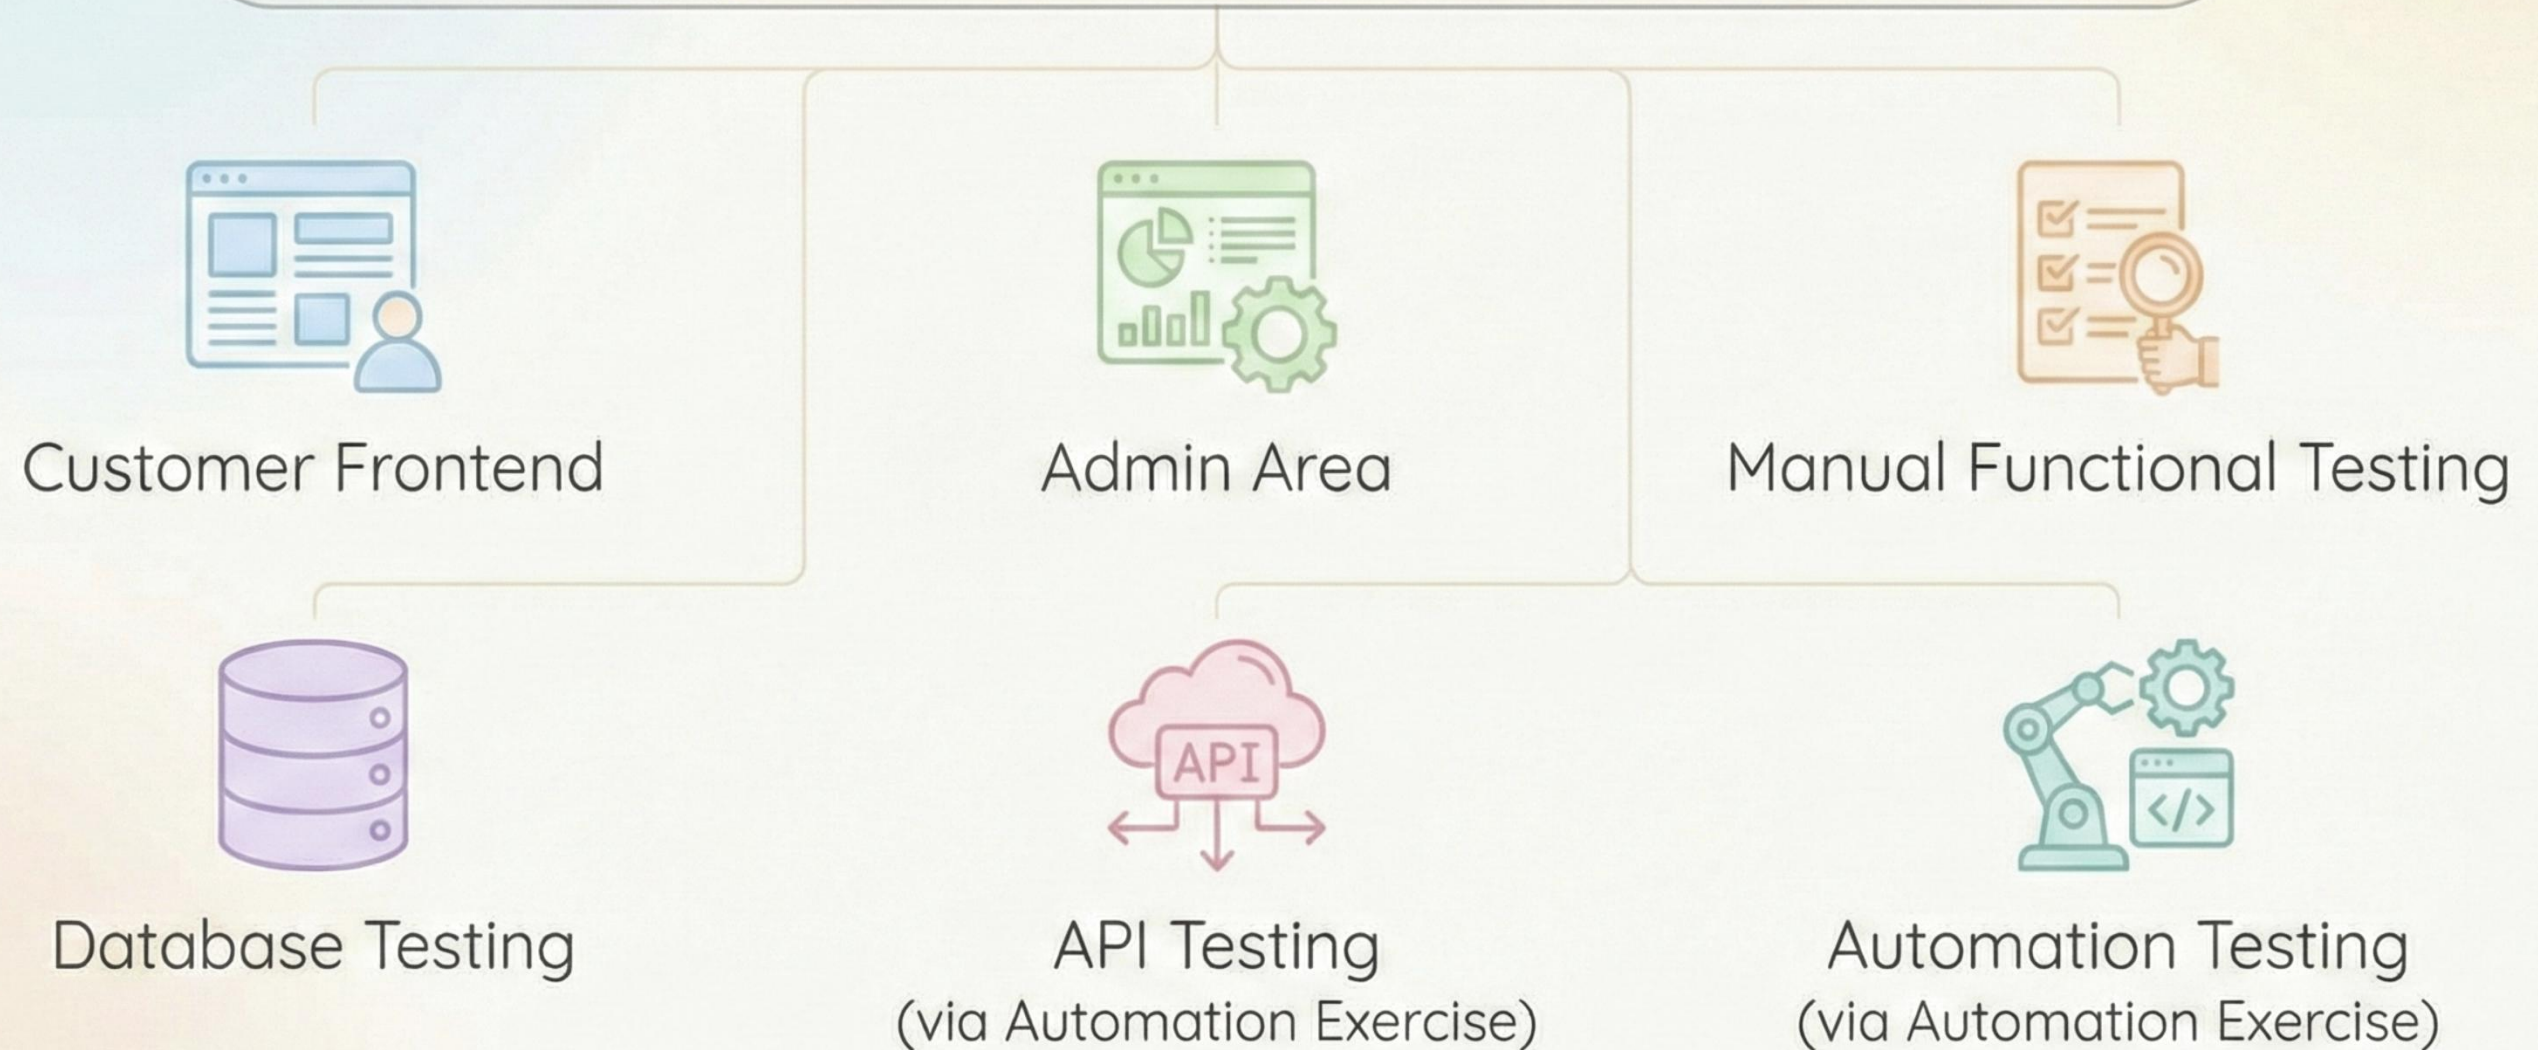 Customer Frontend
Admin Area
Manual Functional Testing
Database Testing
API
API Testing
(via Automation Exercise)
</>
Automation Testing
(via Automation Exercise)